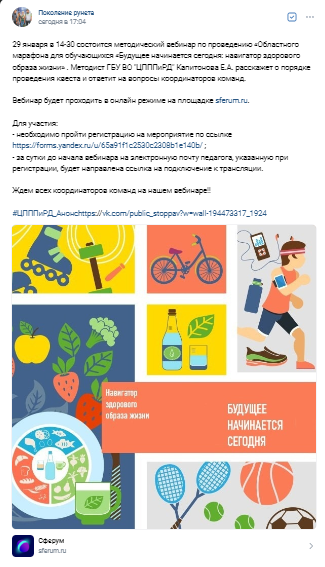 Поколение рунета
сегодня в 17:04
29 января в 14-30 состоится методический вебинар по проведению «Областного
марафона для обучающихся «Будущее начинается сегодня: навигатор здорового
образа жизни» . Методист ГБУ ВО "ЦПППиРД" Капитонова Е.А. расскажет о порядке
проведения квеста и ответит на вопросы координаторов команд.
Вебинар будет проходить в онлайн режиме на площадке sferum.ru.
Для участия:
- необходимо пройти регистрацию на мероприятие по ссылке
https://forms.yandex.ru/u/65a91f1c2530c2308b1e140b/ ;
- за сутки до начала вебинара на электронную почту педагога, указанную при
регистрации, будет направлена ссылка на подключение к трансляции.
Ждем всех координаторов команд на нашем вебинаре!!
#ЦПППиРД_Анонсhttps://vk.com/public_stoppav?w=wall-194473317_1924
Навигатор
здорового
образа жизни
БУДУЩЕЕ
НАЧИНАЕТСЯ
СЕГОДНЯ
Сферум
sferum.ru